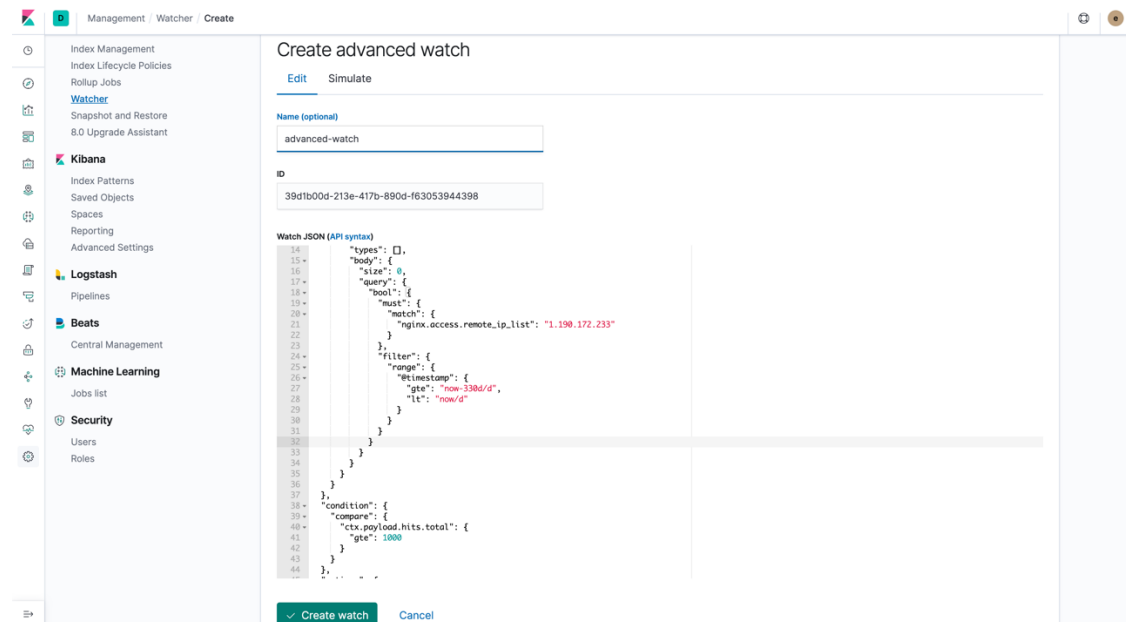 D
Management / Watcher / Create
e
Index Management
Index Lifecycle Policies
Rollup Jobs
Watcher
Snapshot and Restore
8.0 Upgrade Assistant
Kibana
Index Patterns
Saved Objects
Spaces
Reporting
Advanced Settings
Logstash
Pipelines
Beats
Central Management
Machine Learning
Jobs list
Security
Users
Roles
Create advanced watch
Edit Simulate
Name (optional)
advanced-watch
ID
39d1b00d-213e-417b-890d-f63053944398
Watch JSON (API syntax)
14 "types": [],
15 "body": {
16 "size": 0,
17 "query": {
18 "bool": {
19 "must": {
20 "match": {
21 "nginx.access.remote_ip_list": "1.190.172.233"
22 }
23 },
24 "filter": {
25 "range": {
26 "@timestamp": {
27 "gte": "now-330d/d",
28 "lt": "now/d"
29 }
30 }
31 }
32 }
33 }
34 }
35 }
36 }
37 },
38 "condition": {
39 "compare": {
40 "ctx.payload.hits.total": {
41 "gte": 1000
42 }
43 }
44 },
Create watch Cancel